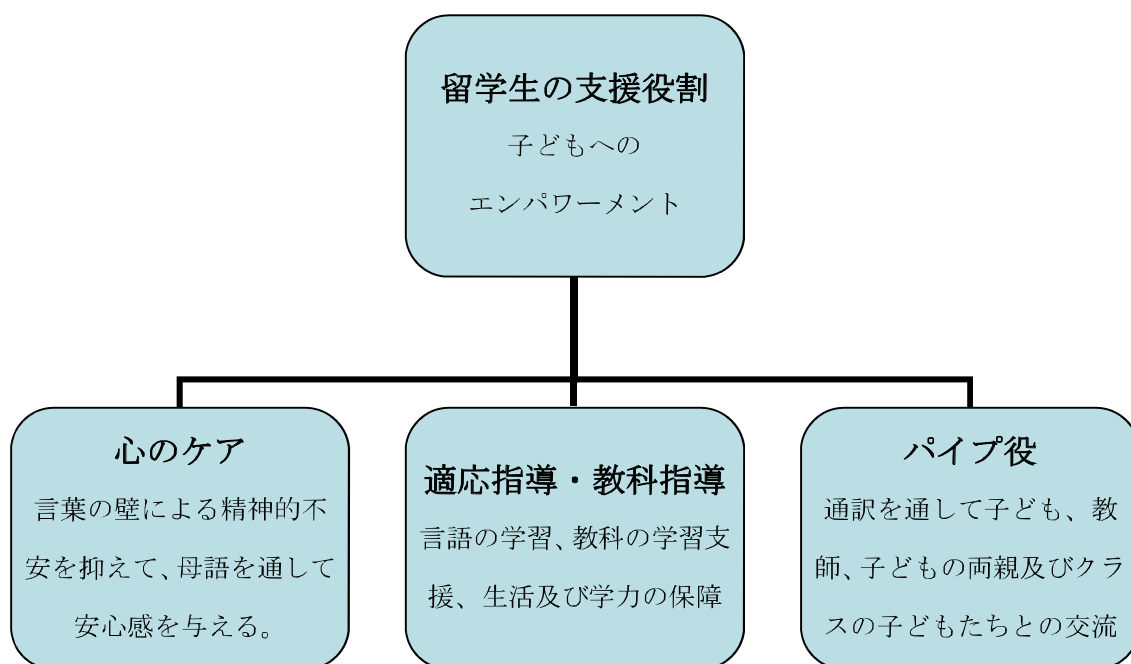 留学生の支援役割
子どもへの
エンパワーメント
心のケア
言葉の壁による精神的不
安を抑えて、母語を通して
安心感を与える。
適応指導・教科指導
言語の学習、教科の学習支
援、生活及び学力の保障
パイプ役
通訳を通して子ども、教
師、子どもの両親及びクラ
スの子どもたちとの交流